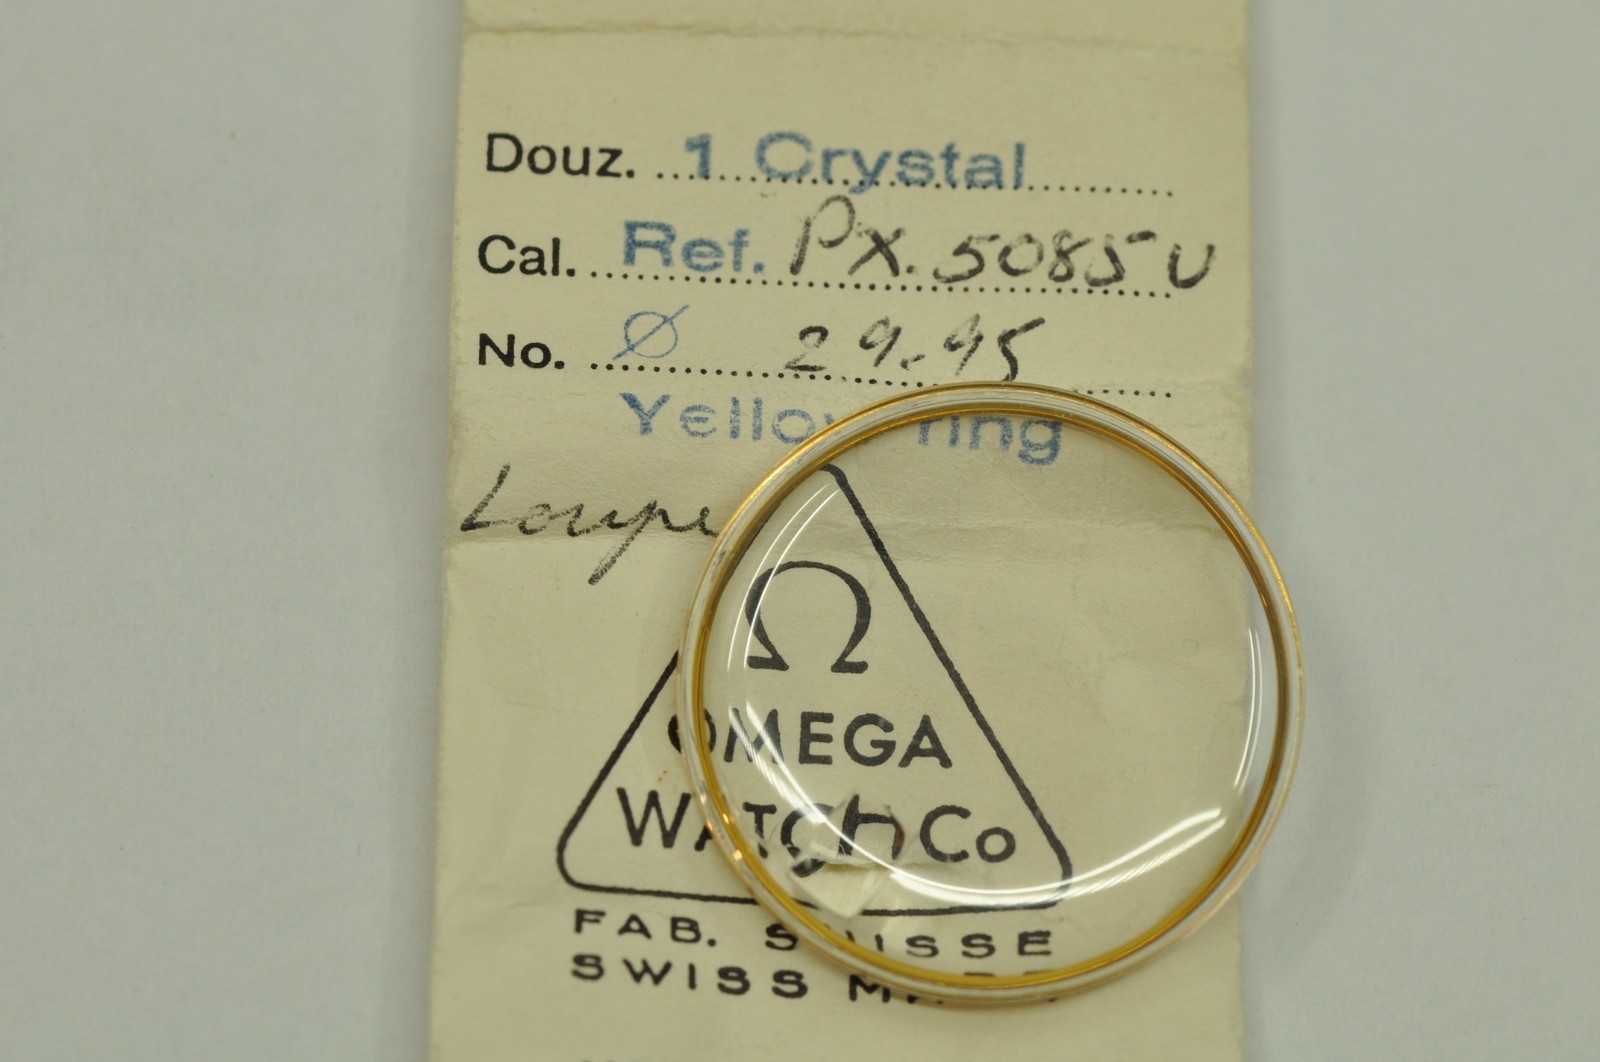 Douz. 1 Crystal
Cal. Ref. PX. 5085 U
No. Ø 29.95
Yellow ring
Loupe
Ω
OMEGA
WATCH Co
FAB. SUISSE
SWISS MADE